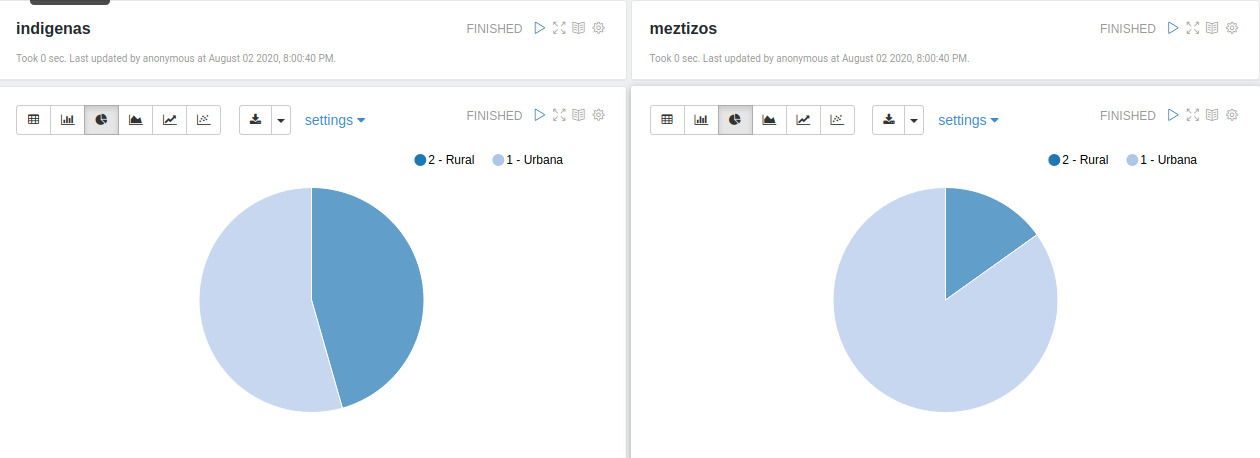 indigenas
FINISHED
Took 0 sec. Last updated by anonymous at August 02 2020, 8:00:40 PM.
settings
FINISHED
2 - Rural 1 - Urbana
meztizos
FINISHED
Took 0 sec. Last updated by anonymous at August 02 2020, 8:00:40 PM.
settings
FINISHED
2 - Rural 1 - Urbana